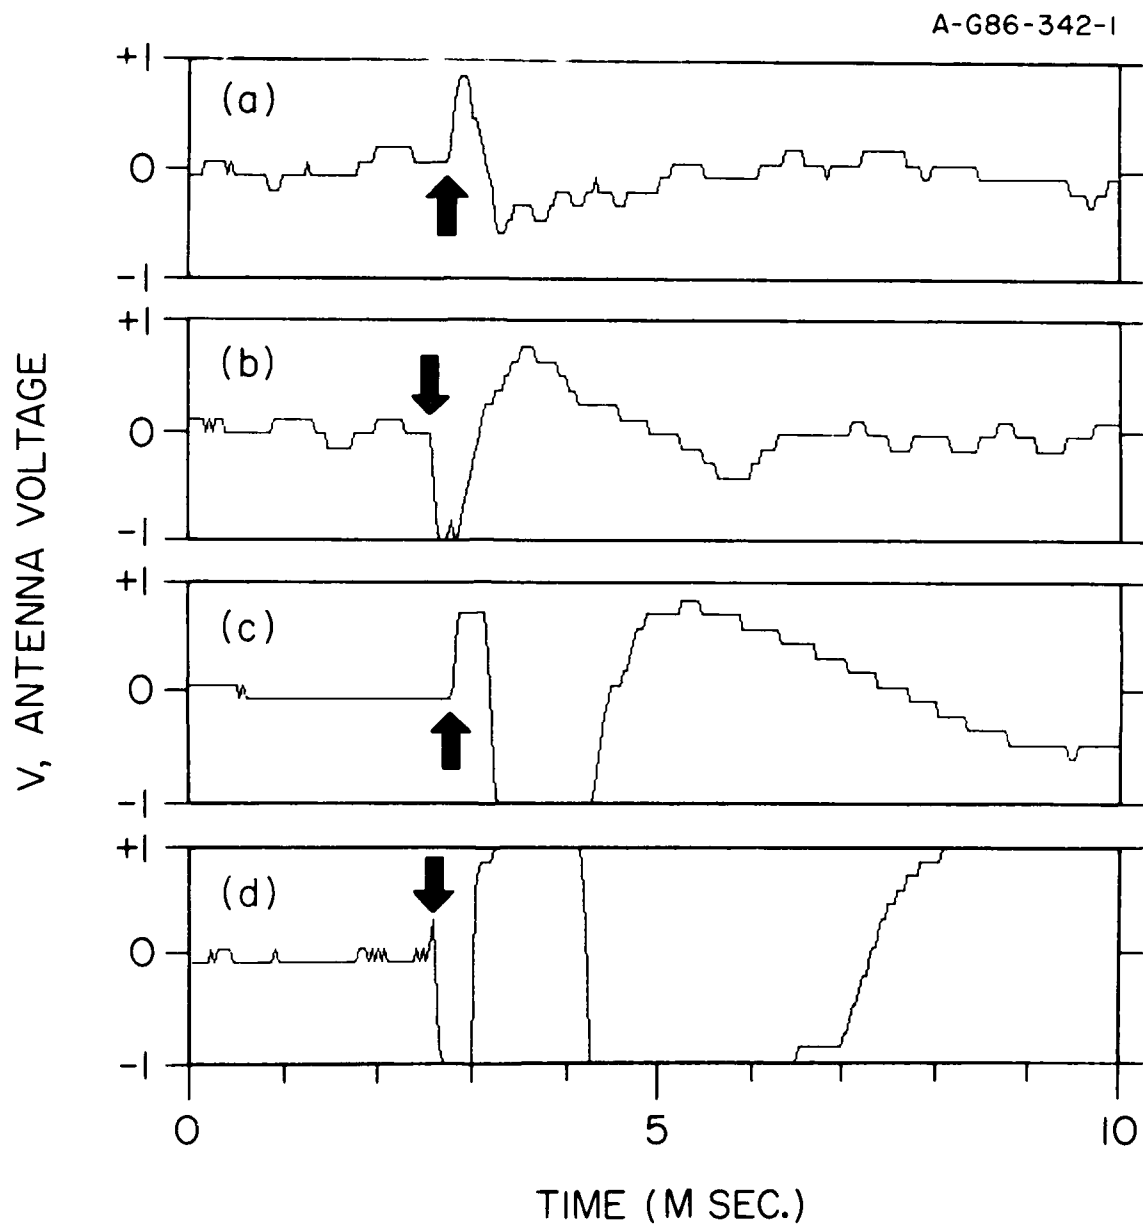 A-G86-342-1
+1
(a)
0
-1
+1
(b)
0
-1
+1
(c)
0
-1
+1
(d)
0
-1
0 5 10
TIME (M SEC.)
V, ANTENNA VOLTAGE